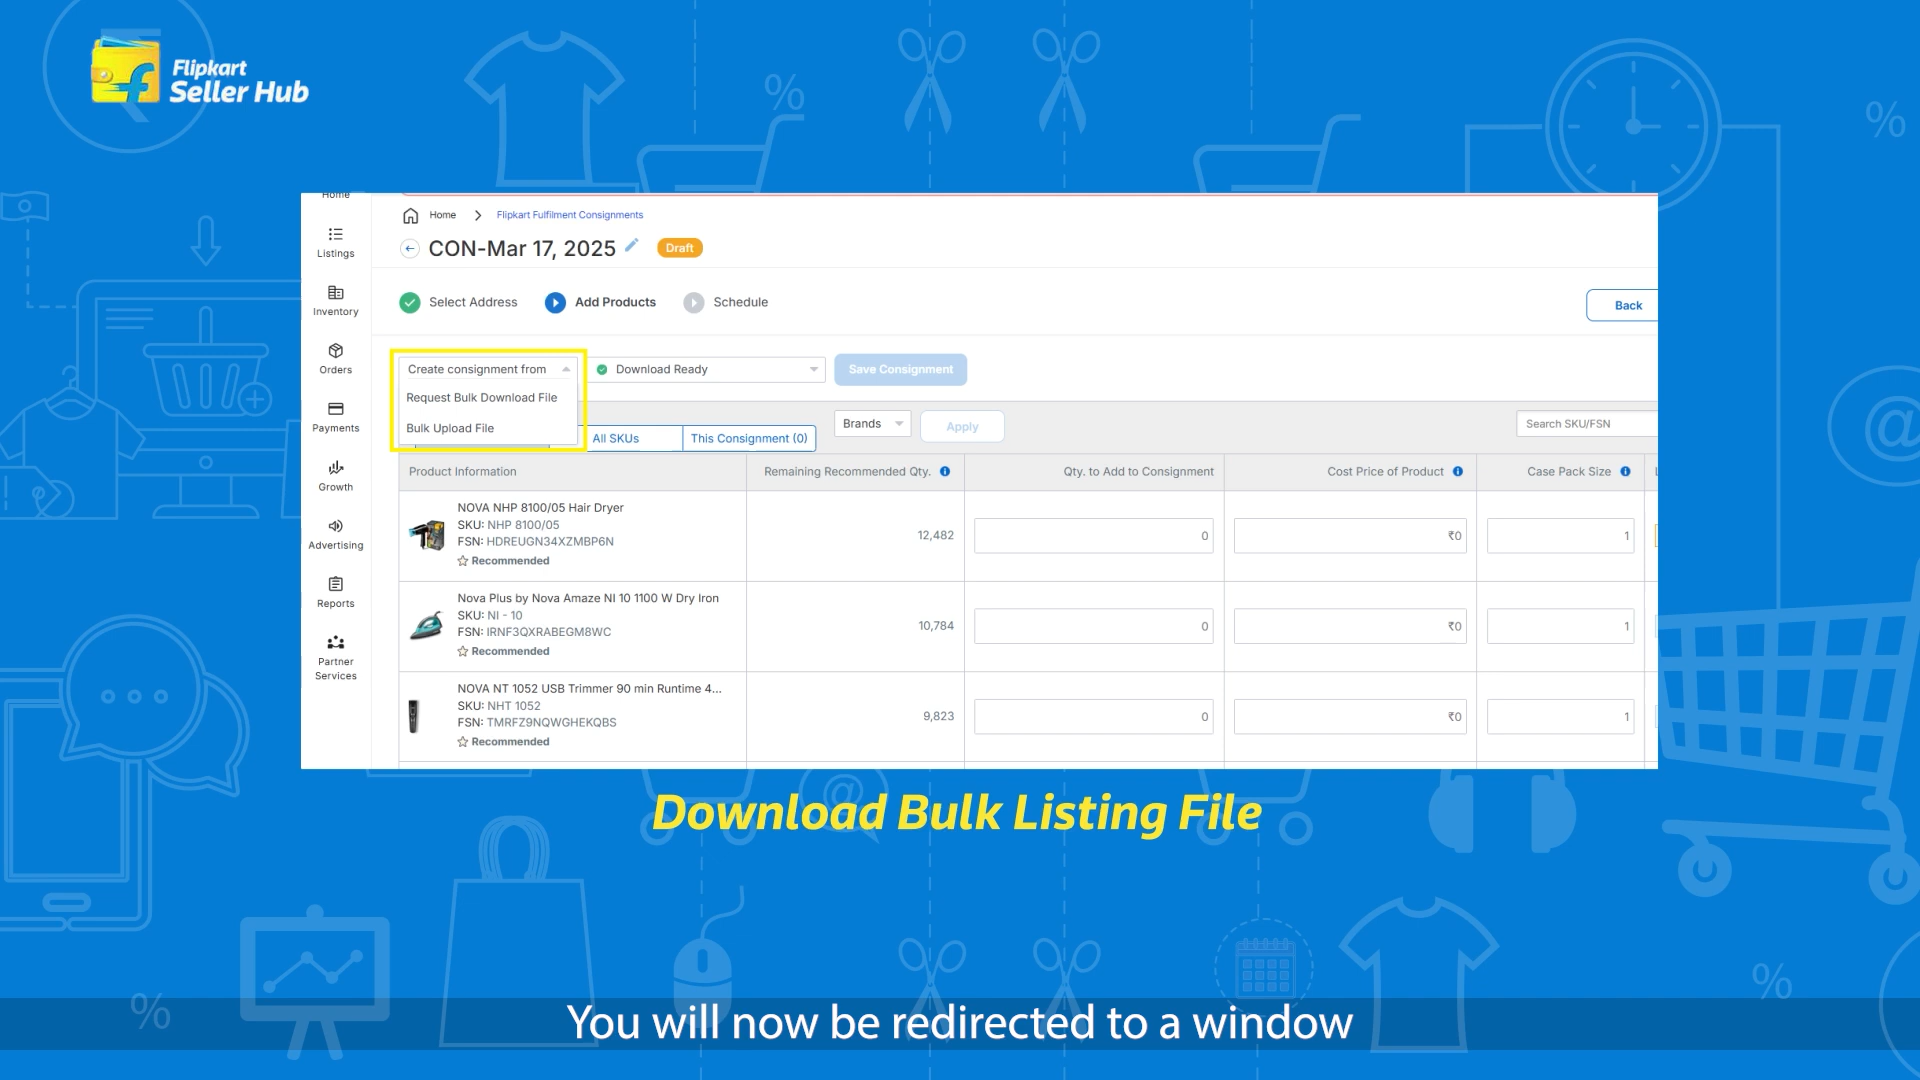 Flipkart
Seller Hub
Home
Listings
Inventory
Orders
Payments
Growth
Advertising
Reports
Partner
Services
Home
Flipkart Fulfilment Consignments
CON-Mar 17, 2025
Draft
Select Address
Add Products
Schedule
Back
Create consignment from
Request Bulk Download File
Bulk Upload File
Download Ready
Save Consignment
All SKUs
This Consignment (0)
Brands
Apply
Search SKU/FSN
Product Information
Remaining Recommended Qty.
Qty. to Add to Consignment
Cost Price of Product
Case Pack Size
NOVA NHP 8100/05 Hair Dryer
SKU: NHP 8100/05
FSN: HDREUGN34XZMBP6N
Recommended
12,482
0
₹0
1
Nova Plus by Nova Amaze NI 10 1100 W Dry Iron
SKU: NI - 10
FSN: IRNF3QXRABEGM8WC
Recommended
10,784
0
₹0
1
NOVA NT 1052 USB Trimmer 90 min Runtime 4...
SKU: NHT 1052
FSN: TMRFZ9NQWGHEKQBS
Recommended
9,823
0
₹0
1
Download Bulk Listing File
You will now be redirected to a window